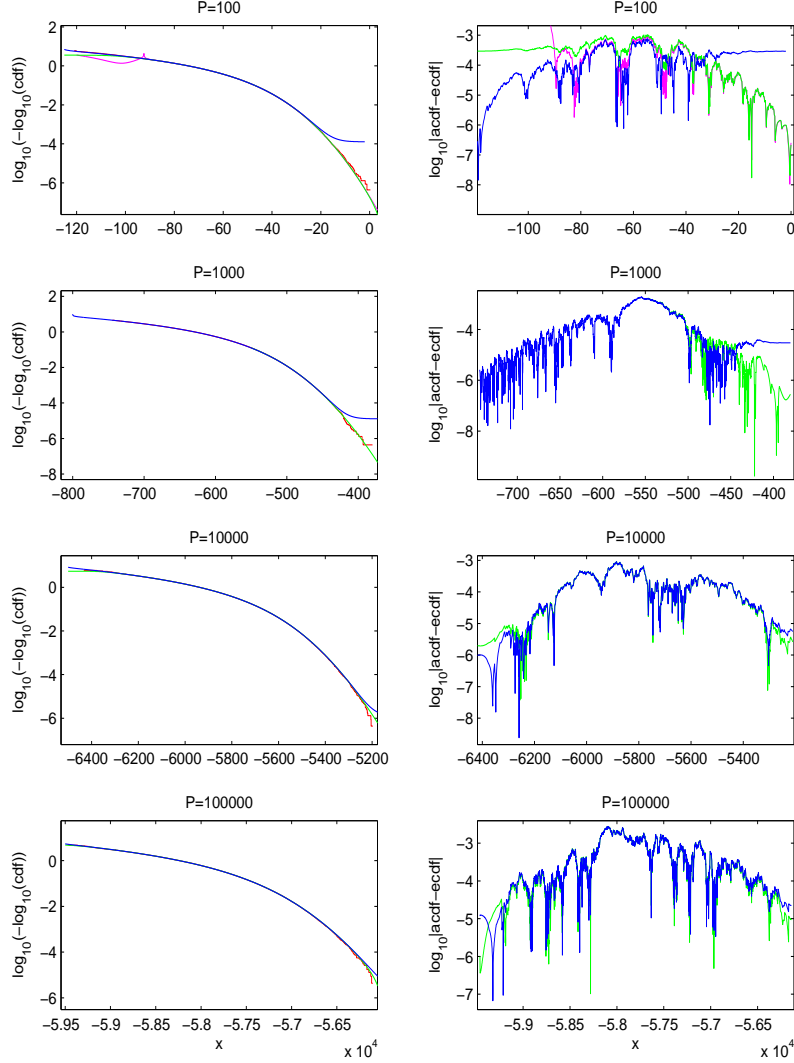 P=100
log10(−log10(cdf))
2
0
−2
−4
−6
−120 −100 −80 −60 −40 −20 0
P=100
log10|acdf−ecdf|
−3
−4
−5
−6
−7
−8
−100 −80 −60 −40 −20 0
P=1000
log10(−log10(cdf))
2
0
−2
−4
−6
−8
−800 −700 −600 −500 −400
P=1000
log10|acdf−ecdf|
−4
−6
−8
−700 −650 −600 −550 −500 −450 −400
P=10000
log10(−log10(cdf))
2
0
−2
−4
−6
−6400 −6200 −6000 −5800 −5600 −5400 −5200
P=10000
log10|acdf−ecdf|
−3
−4
−5
−6
−7
−8
−6400 −6200 −6000 −5800 −5600 −5400
P=100000
log10(−log10(cdf))
0
−2
−4
−6
−5.95 −5.9 −5.85 −5.8 −5.75 −5.7 −5.65
x
x 10^4
P=100000
log10|acdf−ecdf|
−3
−4
−5
−6
−7
−5.9 −5.85 −5.8 −5.75 −5.7 −5.65
x
x 10^4